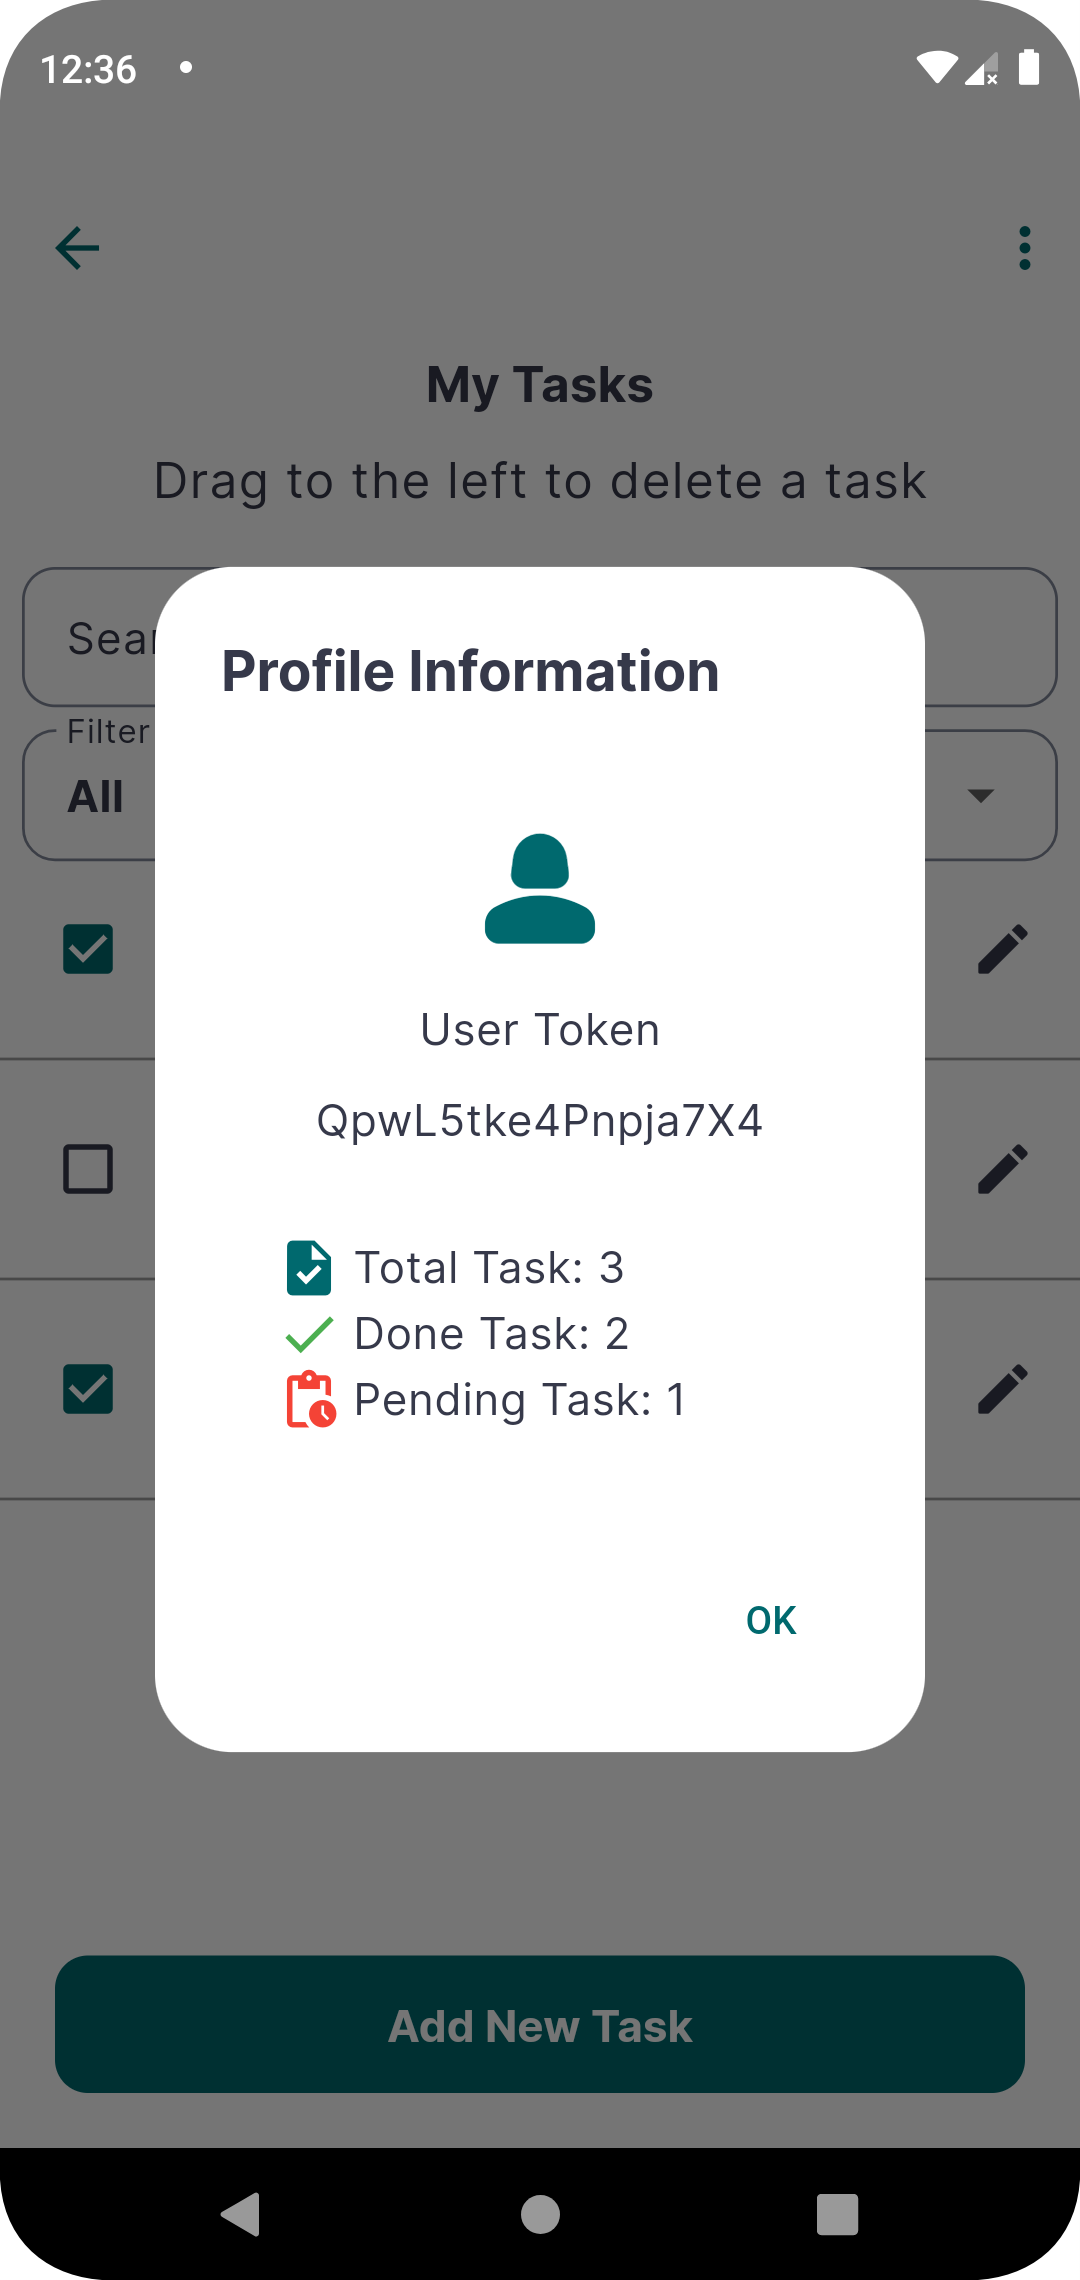 12:36
My Tasks
Drag to the left to delete a task
Filter
All
Profile Information
User Token
QpwL5tke4Pnpja7X4
Total Task: 3
Done Task: 2
Pending Task: 1
OK
Add New Task